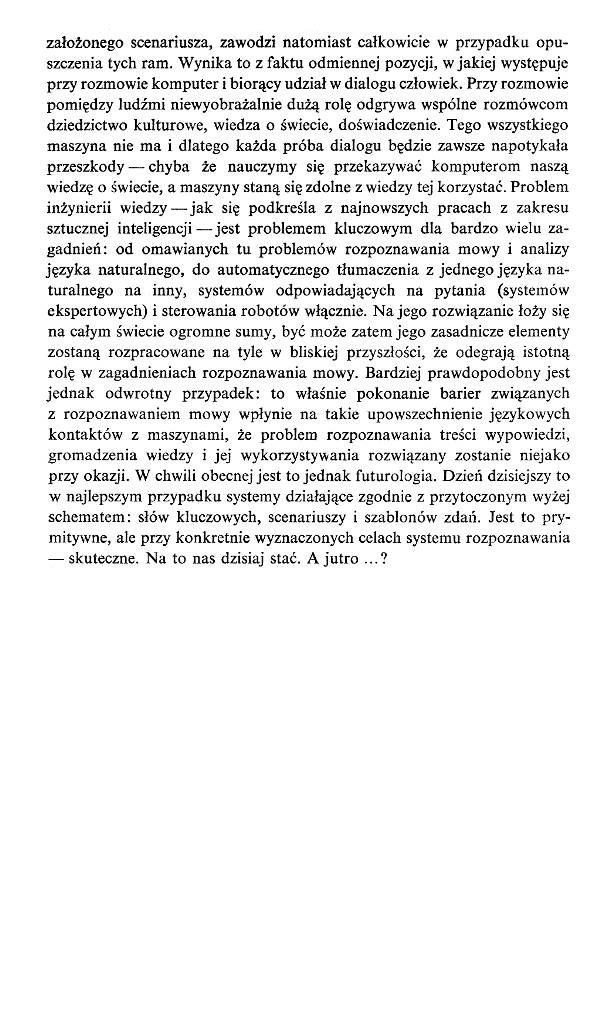 założonego scenariusza, zawodzi natomiast całkowicie w przypadku opu-
szczenia tych ram. Wynika to z faktu odmiennej pozycji, w jakiej występuje
przy rozmowie komputer i biorący udział w dialogu człowiek. Przy rozmowie
pomiędzy ludźmi niewyobrażalnie dużą rolę odgrywa wspólne rozmówcom
dziedzictwo kulturowe, wiedza o świecie, doświadczenie. Tego wszystkiego
maszyna nie ma i dlatego każda próba dialogu będzie zawsze napotykała
przeszkody — chyba że nauczymy się przekazywać komputerom naszą
wiedzę o świecie, a maszyny staną się zdolne z wiedzy tej korzystać. Problem
inżynierii wiedzy — jak się podkreśla z najnowszych pracach z zakresu
sztucznej inteligencji — jest problemem kluczowym dla bardzo wielu za-
gadnień: od omawianych tu problemów rozpoznawania mowy i analizy
języka naturalnego, do automatycznego tłumaczenia z jednego języka na-
turalnego na inny, systemów odpowiadających na pytania (systemów
ekspertowych) i sterowania robotów włącznie. Na jego rozwiązanie łoży się
na całym świecie ogromne sumy, być może zatem jego zasadnicze elementy
zostaną rozpracowane na tyle w bliskiej przyszłości, że odegrają istotną
rolę w zagadnieniach rozpoznawania mowy. Bardziej prawdopodobny jest
jednak odwrotny przypadek: to właśnie pokonanie barier związanych
z rozpoznawaniem mowy wpłynie na takie upowszechnienie językowych
kontaktów z maszynami, że problem rozpoznawania treści wypowiedzi,
gromadzenia wiedzy i jej wykorzystywania rozwiązany zostanie niejako
przy okazji. W chwili obecnej jest to jednak futurologia. Dzień dzisiejszy to
w najlepszym przypadku systemy działające zgodnie z przytoczonym wyżej
schematem: słów kluczowych, scenariuszy i szablonów zdań. Jest to pry-
mitywne, ale przy konkretnie wyznaczonych celach systemu rozpoznawania
— skuteczne. Na to nas dzisiaj stać. A jutro ...?